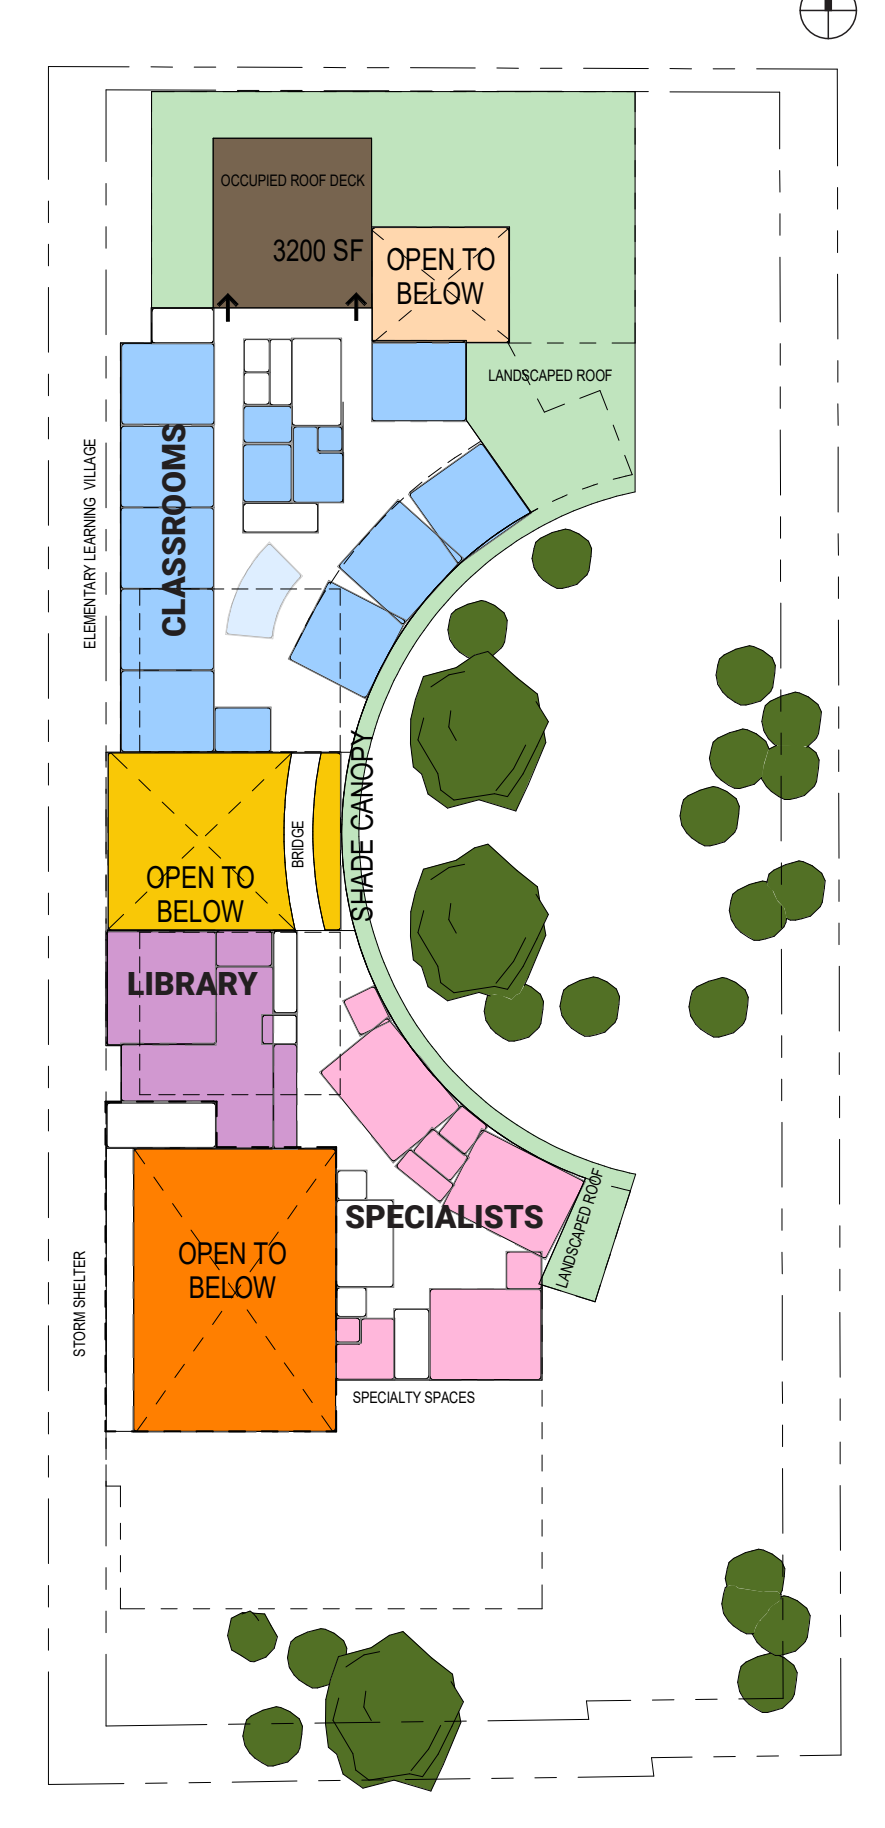 OCCUPIED ROOF DECK
3200 SF
OPEN TO
BELOW
LANDSCAPED ROOF
CLASSROOMS
ELEMENTARY LEARNING VILLAGE
SHADE CANOPY
BRIDGE
OPEN TO
BELOW
LIBRARY
SPECIALISTS
LANDSCAPED ROOF
OPEN TO
BELOW
STORM SHELTER
SPECIALTY SPACES